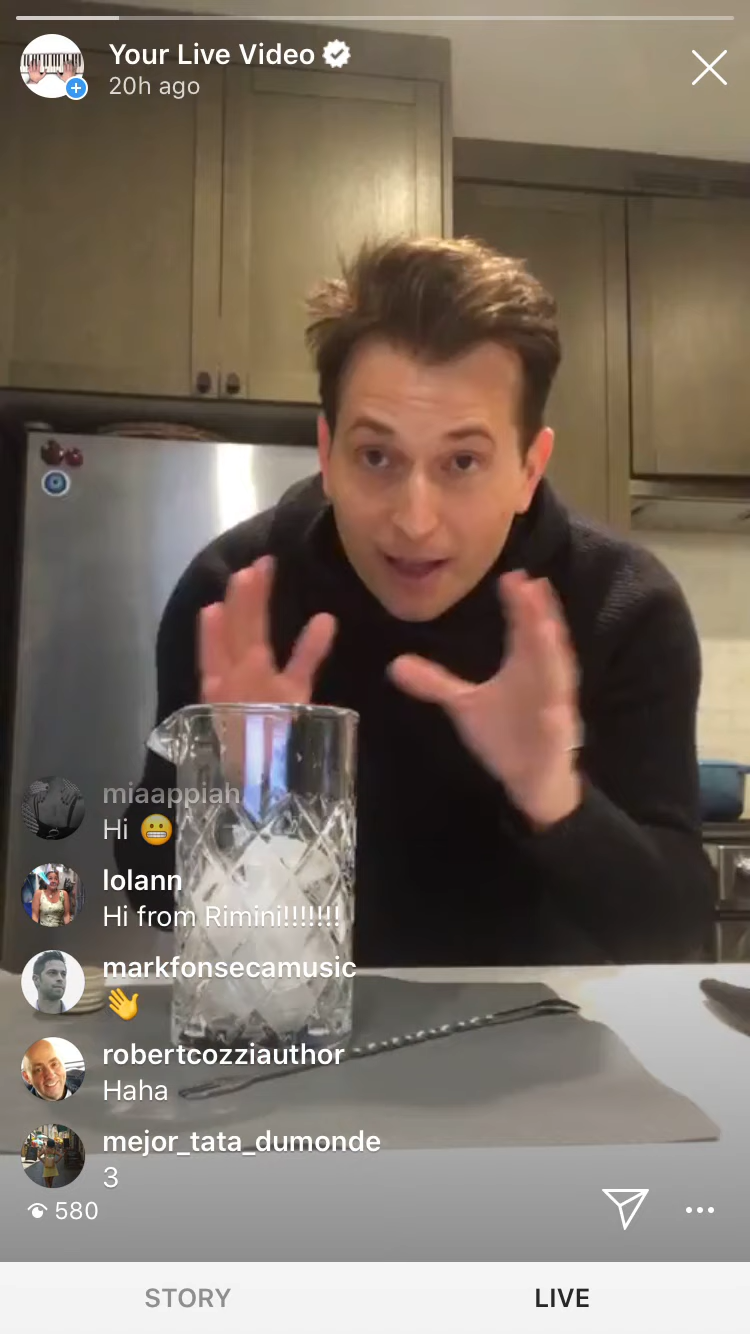 Your Live Video
20h ago
miaappiah
Hi 😬
lolann
Hi from Rimini!!!!!!!
markfonsecamusic
👋
robertcozziauthor
Haha
mejor_tata_dumonde
3
580
STORY
LIVE